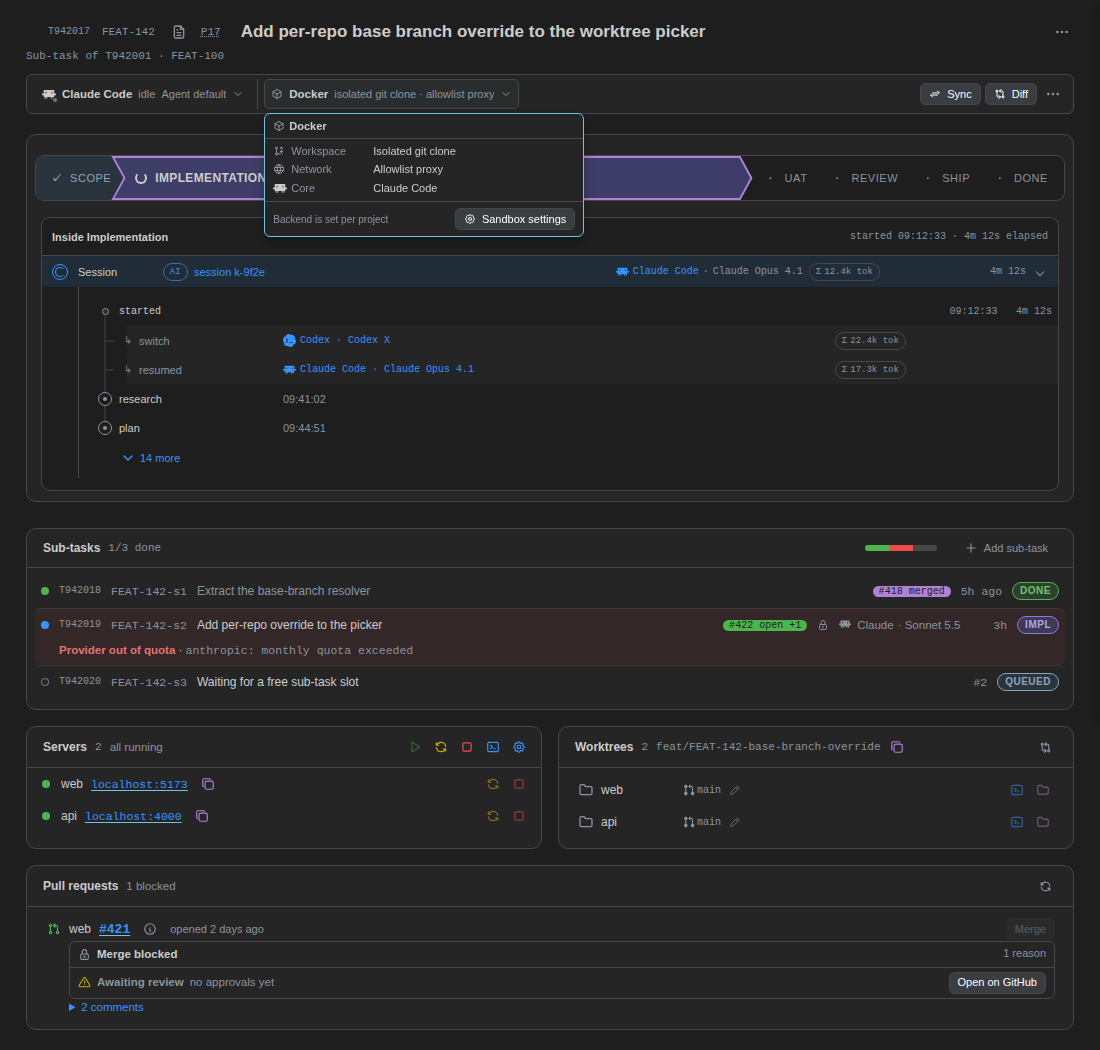 T942017 FEAT-142 P17 Add per-repo base branch override to the worktree picker
Sub-task of T942001 · FEAT-100
Claude Code idle Agent default Docker isolated git clone · allowlist proxy Sync Diff
Docker
Workspace Isolated git clone
Network Allowlist proxy
Core Claude Code
Backend is set per project Sandbox settings
SCOPE IMPLEMENTATION · UAT · REVIEW · SHIP · DONE
Inside Implementation started 09:12:33 · 4m 12s elapsed
Session AI session k-9f2e Claude Code · Claude Opus 4.1 Σ 12.4k tok 4m 12s
started 09:12:33 4m 12s
↳ switch Codex · Codex X Σ 22.4k tok
↳ resumed Claude Code · Claude Opus 4.1 Σ 17.3k tok
research 09:41:02
plan 09:44:51
14 more
Sub-tasks 1/3 done Add sub-task
T942018 FEAT-142-s1 Extract the base-branch resolver #418 merged 5h ago DONE
T942019 FEAT-142-s2 Add per-repo override to the picker #422 open +1 Claude · Sonnet 5.5 3h IMPL
Provider out of quota · anthropic: monthly quota exceeded
T942020 FEAT-142-s3 Waiting for a free sub-task slot #2 QUEUED
Servers 2 all running
web localhost:5173
api localhost:4000
Worktrees 2 feat/FEAT-142-base-branch-override
web main
api main
Pull requests 1 blocked
web #421 opened 2 days ago Merge
Merge blocked 1 reason
Awaiting review no approvals yet Open on GitHub
2 comments